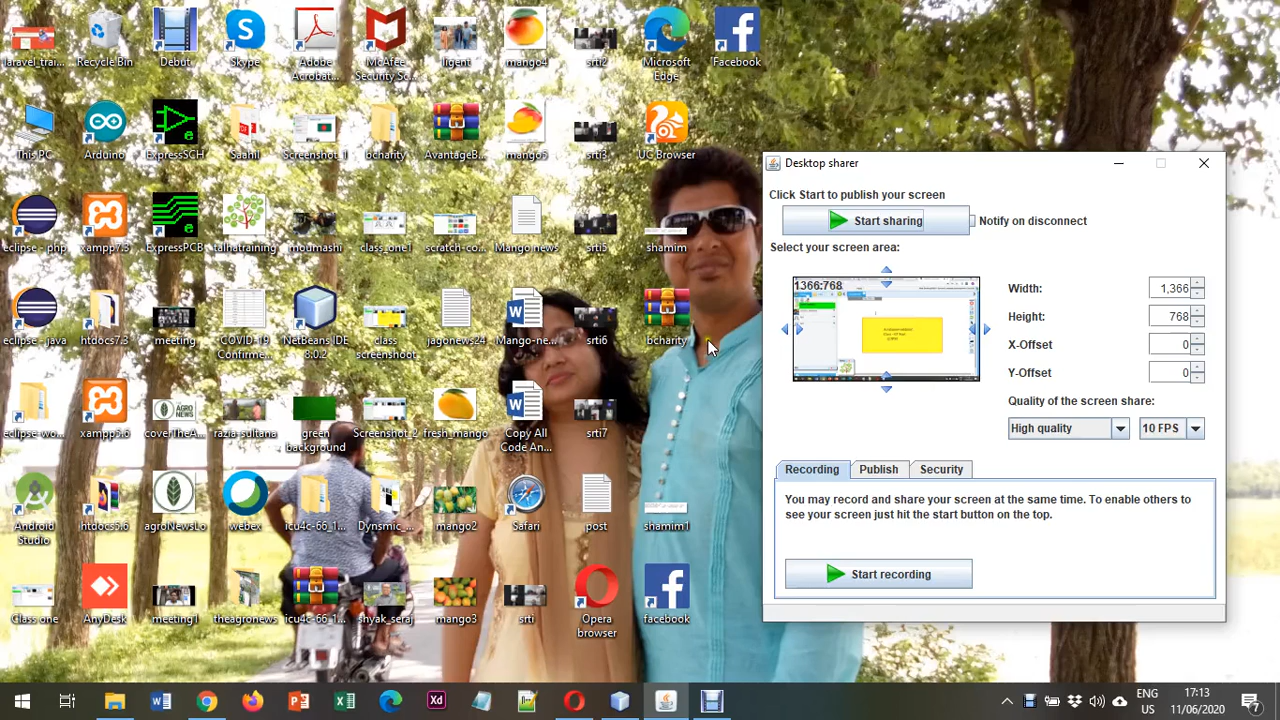 laravel_trai...
Recycle Bin
Debut
Skype
Adobe
Acrobat...
McAfee
Security Sc...
ligent
mango4
srti2
Microsoft
Edge
Facebook
This PC
Arduino
ExpressSCH
Saahil
Screenshot_1
bcharity
AvantageB...
mango5
srti3
UC Browser
eclipse - php
xampp7.3
ExpressPCB
talhatraining
moumashi
class_one1
scratch-co...
Mango news
srti5
shamim
eclipse - java
htdocs7.3
meeting
COVID-19
Confirme...
NetBeans IDE
8.0.2
class
screenshoot
jagonews24
Mango-ne...
srti6
bcharity
eclipse-wo...
xampp5.6
coverTheA...
razia-sultana
green
background
Screenshot_2
fresh_mango
Copy All
Code An...
srti7
Android
Studio
htdocs5.6
agroNewsLo
webex
icu4c-66_1...
Dynsmic_...
mango2
Safari
post
shamim1
Class one
AnyDesk
meeting1
theagronews
icu4c-66_1...
shyak_seraj
mango3
srti
Opera
browser
facebook
Desktop sharer
Click Start to publish your screen
Start sharing
Notify on disconnect
Select your screen area:
1366:768
Width: 1,366
Height: 768
X-Offset 0
Y-Offset 0
Quality of the screen share:
High quality 10 FPS
Recording Publish Security
You may record and share your screen at the same time. To enable others to
see your screen just hit the start button on the top.
Start recording
ENG
US
17:13
11/06/2020
7